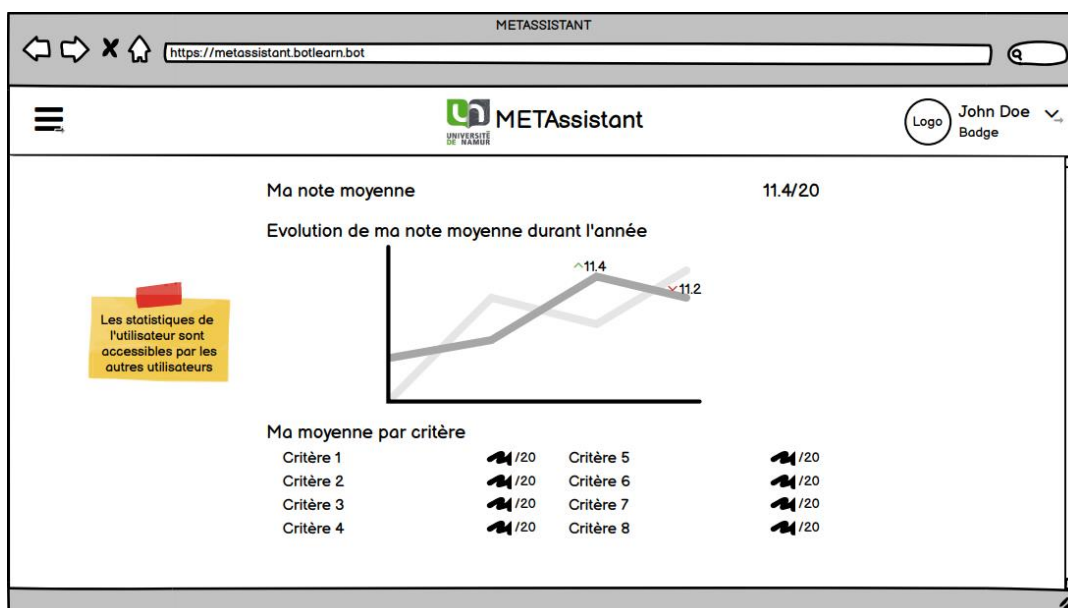 METASSISTANT
https://metassistant.botlearn.bot
UNIVERSITÉ
DE NAMUR
METAssistant
Logo
John Doe
Badge
Ma note moyenne 11.4/20
Evolution de ma note moyenne durant l'année
11.4
11.2
Les statistiques de
l'utilisateur sont
accessibles par les
autres utilisateurs
Ma moyenne par critère
Critère 1 /20 Critère 5 /20
Critère 2 /20 Critère 6 /20
Critère 3 /20 Critère 7 /20
Critère 4 /20 Critère 8 /20